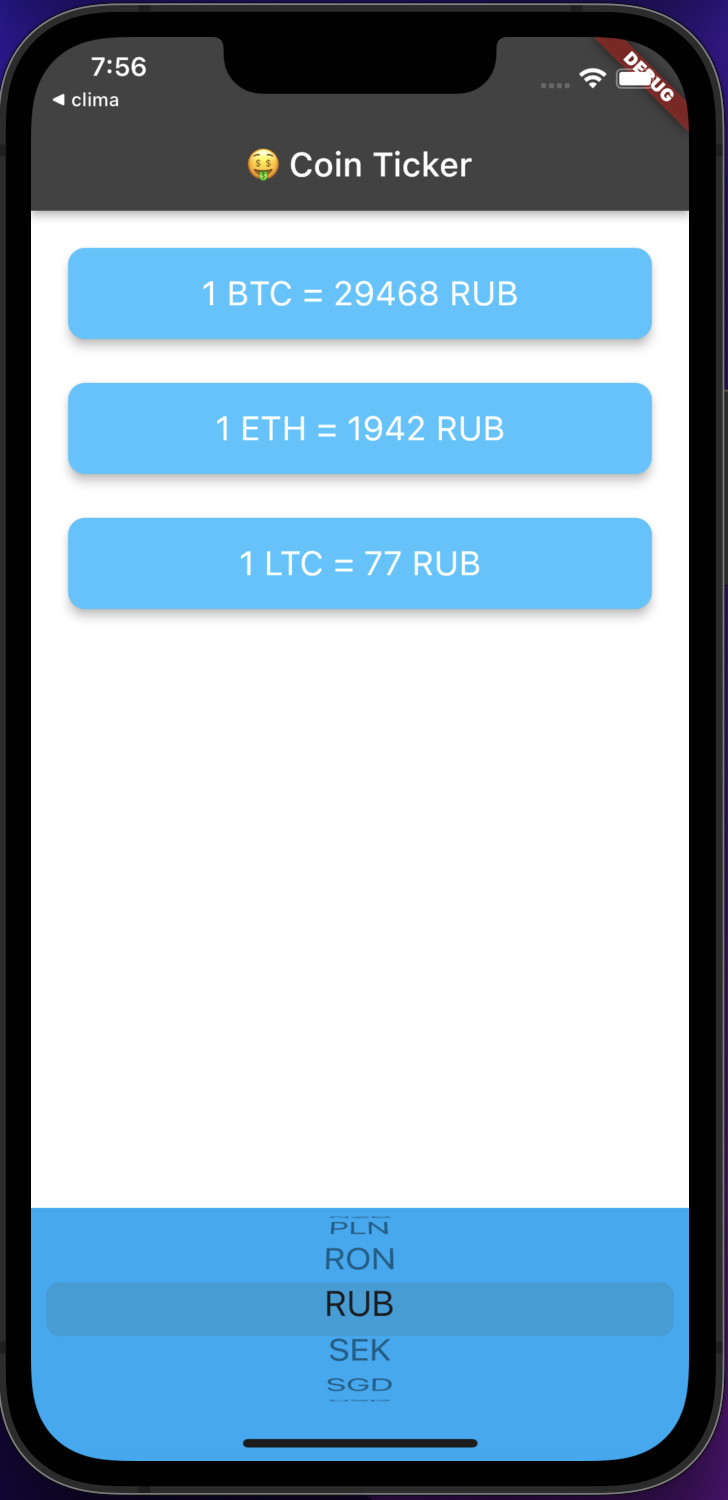 7:56
DEBUG
◀ clima
🤑 Coin Ticker
1 BTC = 29468 RUB
1 ETH = 1942 RUB
1 LTC = 77 RUB
PLN
RON
RUB
SEK
SGD